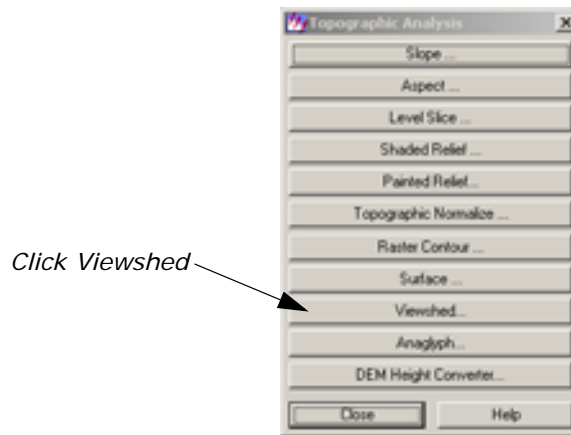 Topographic Analysis
Slope ...
Aspect ...
Level Slice ...
Shaded Relief ...
Painted Relief...
Topographic Normalize ...
Raster Contour ...
Surface ...
Click Viewshed
Viewshed...
Anaglyph...
DEM Height Converter...
Close
Help